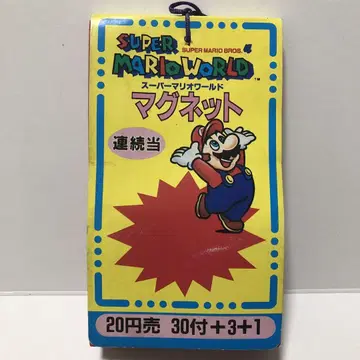 SUPER MARIO BROS. 4
SUPER
MARIO WORLD™
スーパーマリオワールド
マグネット
連続当
20円売 30付+3+1